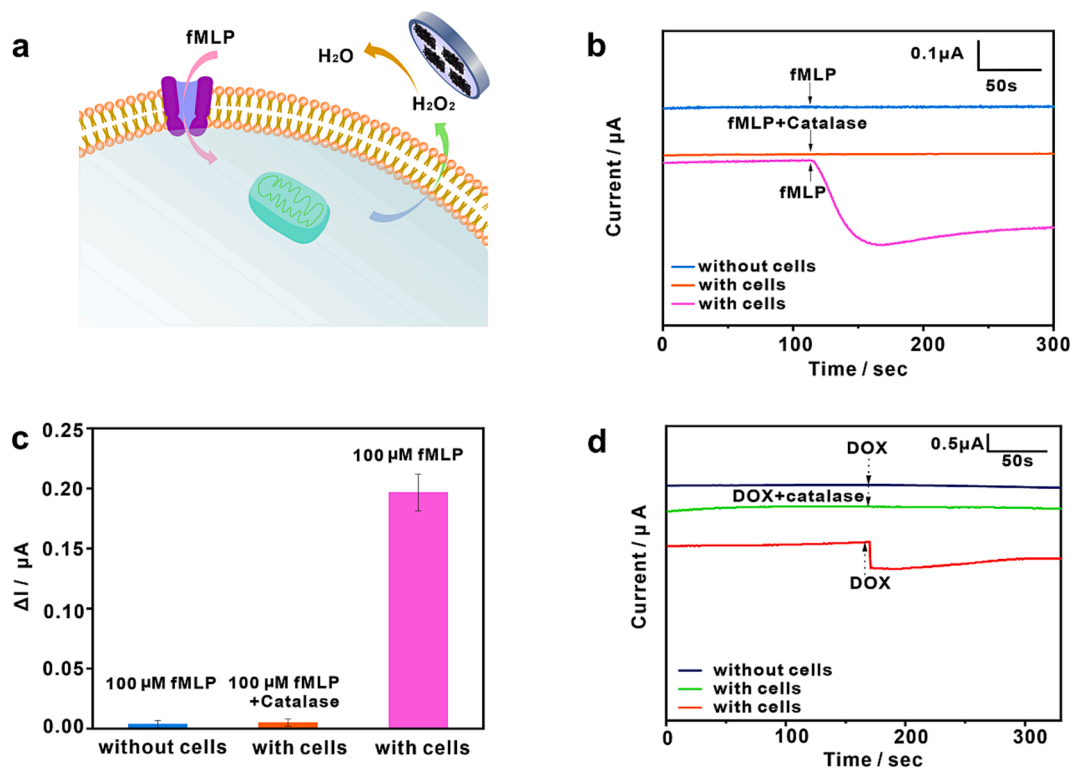 a
fMLP
H₂O
H₂O₂
b
0.1μA
50s
fMLP
fMLP+Catalase
fMLP
Current / μA
without cells
with cells
with cells
0
100
200
300
Time / sec
c
0.25
0.20
0.15
0.10
0.05
0.00
ΔI / μA
100 μM fMLP
100 μM fMLP
100 μM fMLP
+Catalase
without cells
with cells
with cells
d
0.5μA
50s
DOX
DOX+catalase
DOX
Current / μ A
without cells
with cells
with cells
0
100
200
300
Time / sec